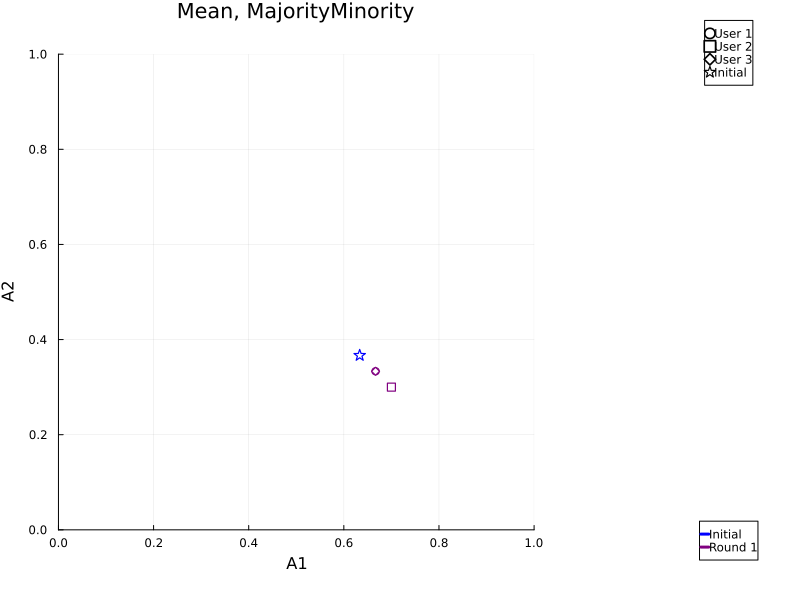 Mean, MajorityMinority
User 1
User 2
User 3
Initial
1.0
0.8
0.6
0.4
0.2
0.0
A2
0.0 0.2 0.4 0.6 0.8 1.0
A1
Initial
Round 1